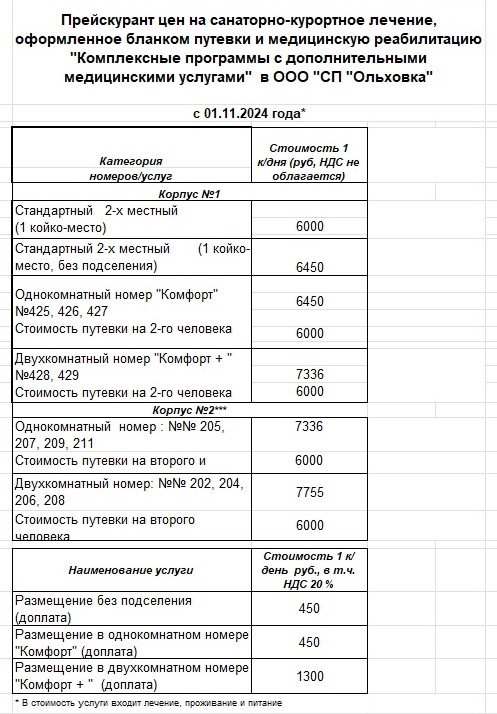 Прейскурант цен на санаторно-курортное лечение,
оформленное бланком путевки и медицинскую реабилитацию
"Комплексные программы с дополнительными
медицинскими услугами" в ООО "СП "Ольховка"
с 01.11.2024 года*
Категория
номеров/услуг
Стоимость 1
к/дня (руб, НДС не
облагается)
Корпус №1
Стандартный 2-х местный
(1 койко-место)
6000
Стандартный 2-х местный (1 койко-
место, без подселения)
6450
Однокомнатный номер "Комфорт"
№425, 426, 427
6450
Стоимость путевки на 2-го человека
6000
Двухкомнатный номер "Комфорт + "
№428, 429
7336
Стоимость путевки на 2-го человека
6000
Корпус №2***
Однокомнатный номер : №№ 205,
207, 209, 211
7336
Стоимость путевки на второго и
6000
Двухкомнатный номер: №№ 202, 204,
206, 208
7755
Стоимость путевки на второго
человека
6000
Наименование услуги
Стоимость 1 к/
день руб., в т.ч.
НДС 20 %
Размещение без подселения
(доплата)
450
Размещение в однокомнатном номере
"Комфорт" (доплата)
450
Размещение в двухкомнатном номере
"Комфорт + " (доплата)
1300
* В стоимость услуги входит лечение, проживание и питание